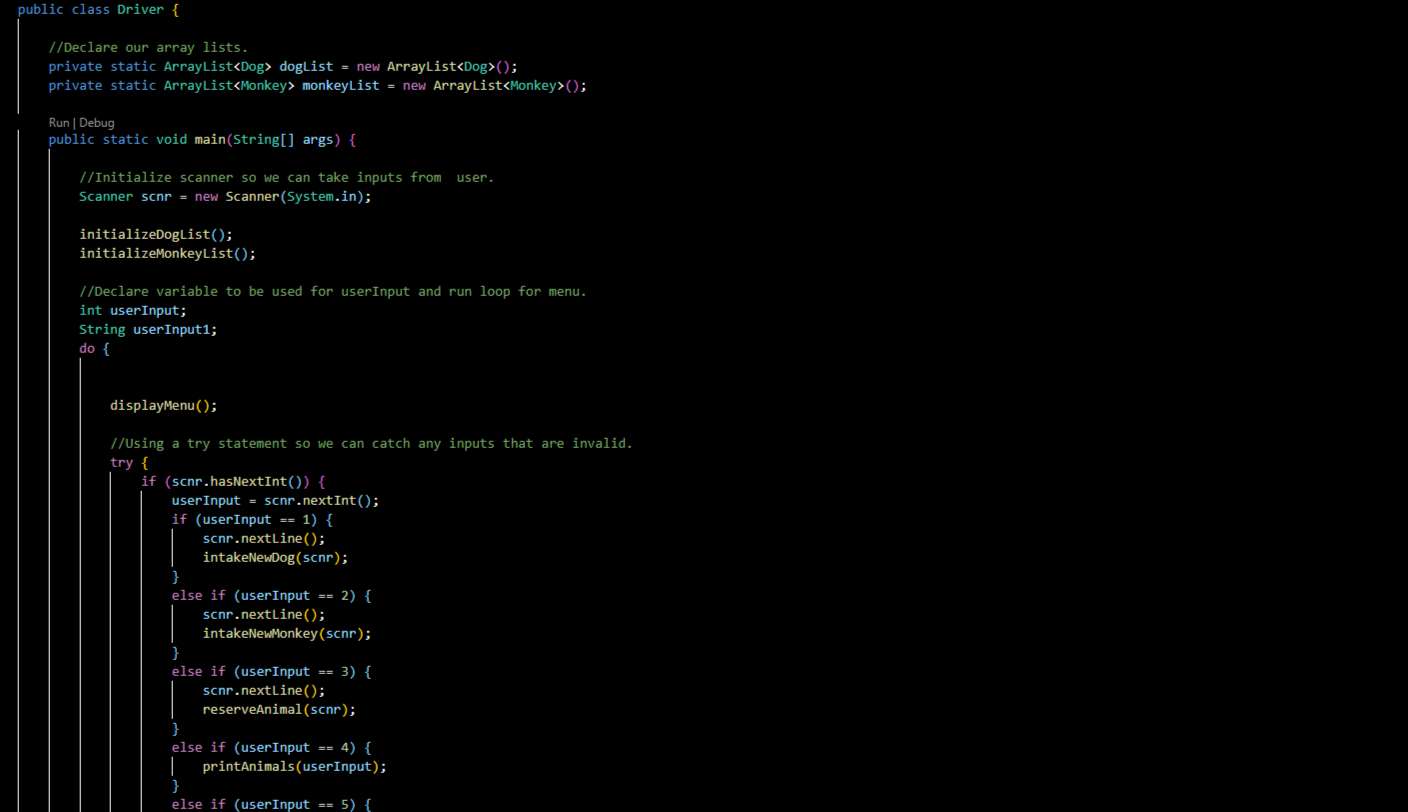 public class Driver {
//Declare our array lists.
private static ArrayList<Dog> dogList = new ArrayList<Dog>();
private static ArrayList<Monkey> monkeyList = new ArrayList<Monkey>();
Run | Debug
public static void main(String[] args) {
//Initialize scanner so we can take inputs from  user.
Scanner scnr = new Scanner(System.in);
initializeDogList();
initializeMonkeyList();
//Declare variable to be used for userInput and run loop for menu.
int userInput;
String userInput1;
do {
displayMenu();
//Using a try statement so we can catch any inputs that are invalid.
try {
if (scnr.hasNextInt()) {
userInput = scnr.nextInt();
if (userInput == 1) {
scnr.nextLine();
intakeNewDog(scnr);
}
else if (userInput == 2) {
scnr.nextLine();
intakeNewMonkey(scnr);
}
else if (userInput == 3) {
scnr.nextLine();
reserveAnimal(scnr);
}
else if (userInput == 4) {
printAnimals(userInput);
}
else if (userInput == 5) {